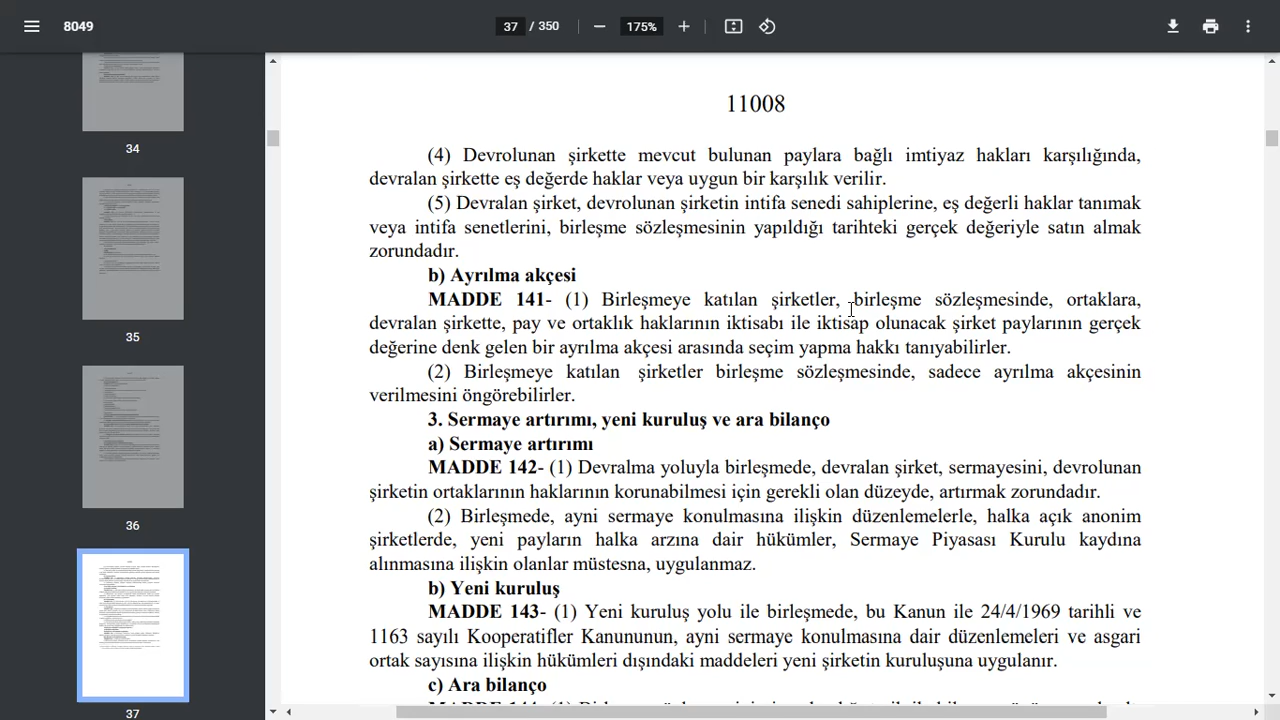 8049
37 / 350
175%
34
35
36
37
11008
(4) Devrolunan şirkette mevcut bulunan paylara bağlı imtiyaz hakları karşılığında,
devralan şirkette eş değerde haklar veya uygun bir karşılık verilir.
(5) Devralan şirket, devrolunan şirketin intifa senedi sahiplerine, eş değerli haklar tanımak
veya intifa senetlerini, birleşme sözleşmesinin yapıldığı tarihteki gerçek değeriyle satın almak
zorundadır.
b) Ayrılma akçesi
MADDE 141- (1) Birleşmeye katılan şirketler, birleşme sözleşmesinde, ortaklara,
devralan şirkette, pay ve ortaklık haklarının iktisabı ile iktisap olunacak şirket paylarının gerçek
değerine denk gelen bir ayrılma akçesi arasında seçim yapma hakkı tanıyabilirler.
(2) Birleşmeye katılan şirketler birleşme sözleşmesinde, sadece ayrılma akçesinin
verilmesini öngörebilirler.
3. Sermaye artırımı, yeni kuruluş ve ara bilanço
a) Sermaye artırımı
MADDE 142- (1) Devralma yoluyla birleşmede, devralan şirket, sermayesini, devrolunan
şirketin ortaklarının haklarının korunabilmesi için gerekli olan düzeyde, artırmak zorundadır.
(2) Birleşmede, ayni sermaye konulmasına ilişkin düzenlemelerle, halka açık anonim
şirketlerde, yeni payların halka arzına dair hükümler, Sermaye Piyasası Kurulu kaydına
alınmasına ilişkin olanlar müstesna, uygulanmaz.
b) Yeni kuruluş
MADDE 143- (1) Yeni kuruluş yolu ile birleşmede, bu Kanun ile 24/4/1969 tarihli ve
1163 sayılı Kooperatifler Kanununun, ayni sermaye konulmasına dair düzenlemeleri ve asgari
ortak sayısına ilişkin hükümleri dışındaki maddeleri yeni şirketin kuruluşuna uygulanır.
c) Ara bilanço